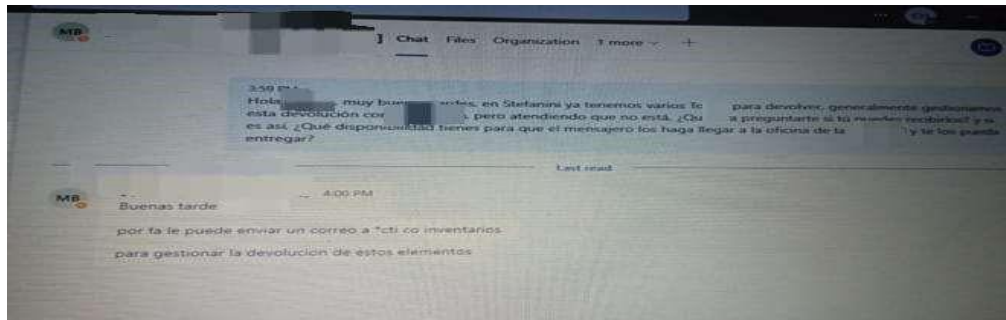 MB
Chat Files Organization 1 more +
3:59 PM
Hola muy en Stefanini ya tenemos varios para devolver, generalmente gestionamos
esta devolución con pero atendiendo que no está, a preguntarte si tú puedes recibirlos? y si
es así, ¿Qué disponibilidad tienes para que el mensajero los haga llegar a la oficina de la y te los pueda
entregar?
Last read
MB
4:00 PM
Buenas tarde
por fa le puede enviar un correo a *cti co inventarios
para gestionar la devolucion de estos elementos